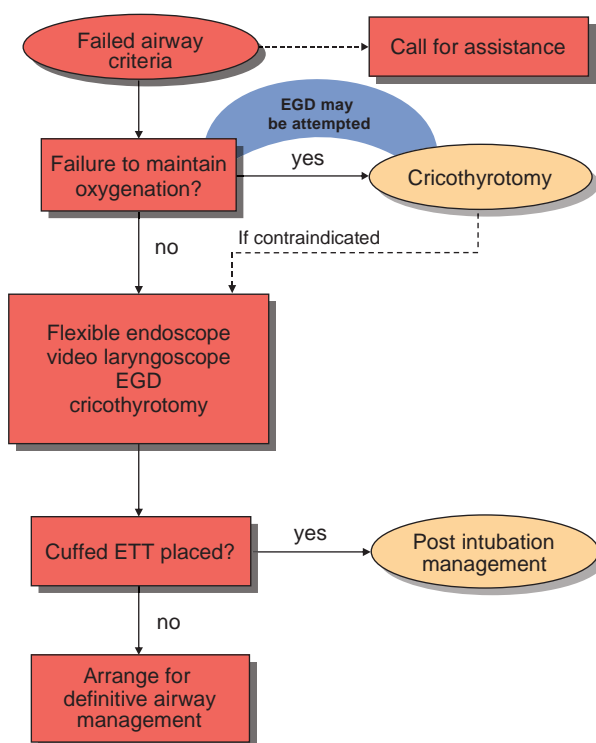 Failed airway
criteria
Call for assistance
EGD may
be attempted
Failure to maintain
oxygenation?
yes
Cricothyrotomy
no
If contraindicated
Flexible endoscope
video laryngoscope
EGD
cricothyrotomy
Cuffed ETT placed?
yes
Post intubation
management
no
Arrange for
definitive airway
management